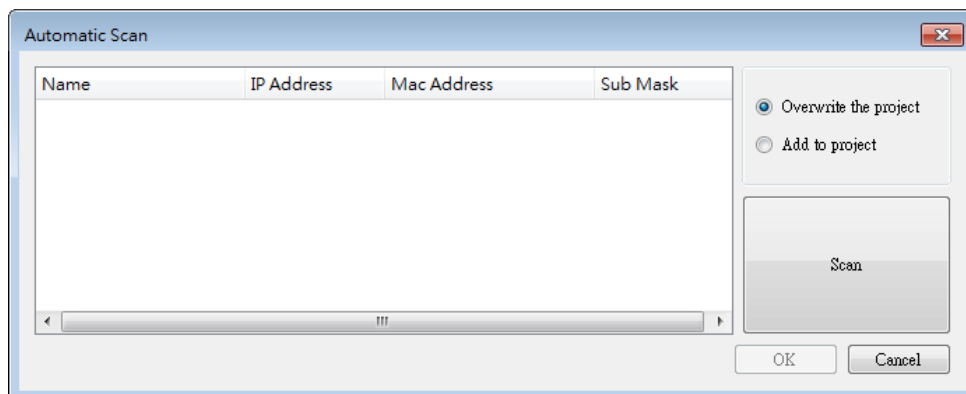 Automatic Scan
Name IP Address Mac Address Sub Mask
Overwrite the project
Add to project
Scan
OK Cancel